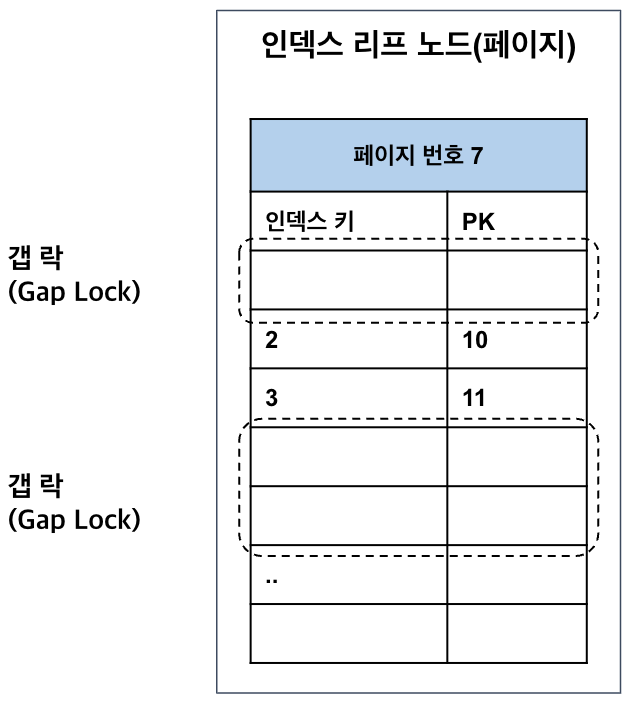 인덱스 리프 노드(페이지)
페이지 번호 7
인덱스 키 PK
갭 락
(Gap Lock)
2 10
3 11
갭 락
(Gap Lock)
..